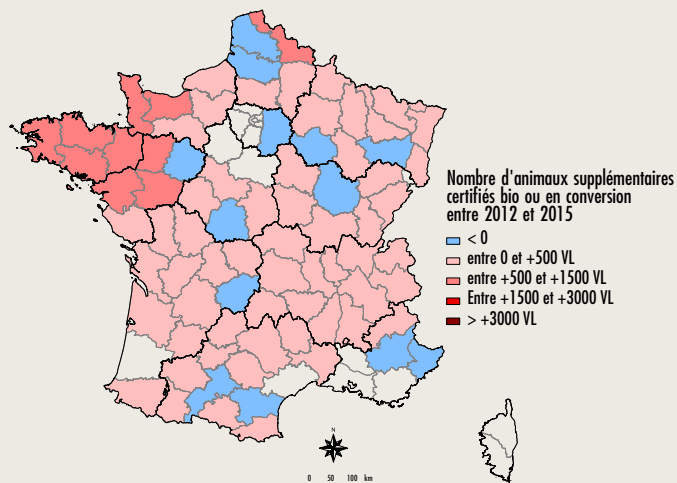 Nombre d'animaux supplémentaires
certifiés bio ou en conversion
entre 2012 et 2015
< 0
entre 0 et +500 VL
entre +500 et +1500 VL
Entre +1500 et +3000 VL
> +3000 VL
N
0 50 100 km